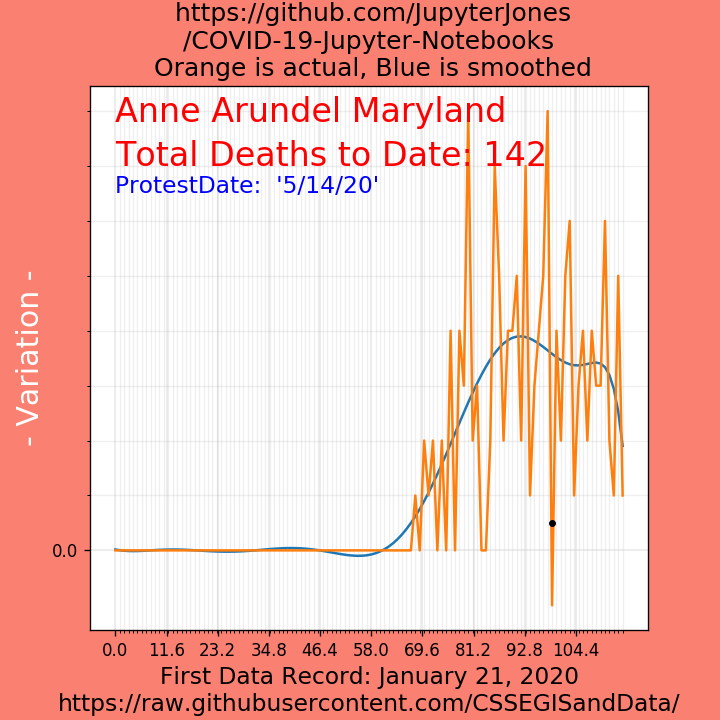 https://github.com/JupyterJones
/COVID-19-Jupyter-Notebooks
Orange is actual, Blue is smoothed
Anne Arundel Maryland
Total Deaths to Date: 142
ProtestDate:  '5/14/20'
- Variation -
0.0
0.0 11.6 23.2 34.8 46.4 58.0 69.6 81.2 92.8 104.4
First Data Record: January 21, 2020
https://raw.githubusercontent.com/CSSEGISandData/